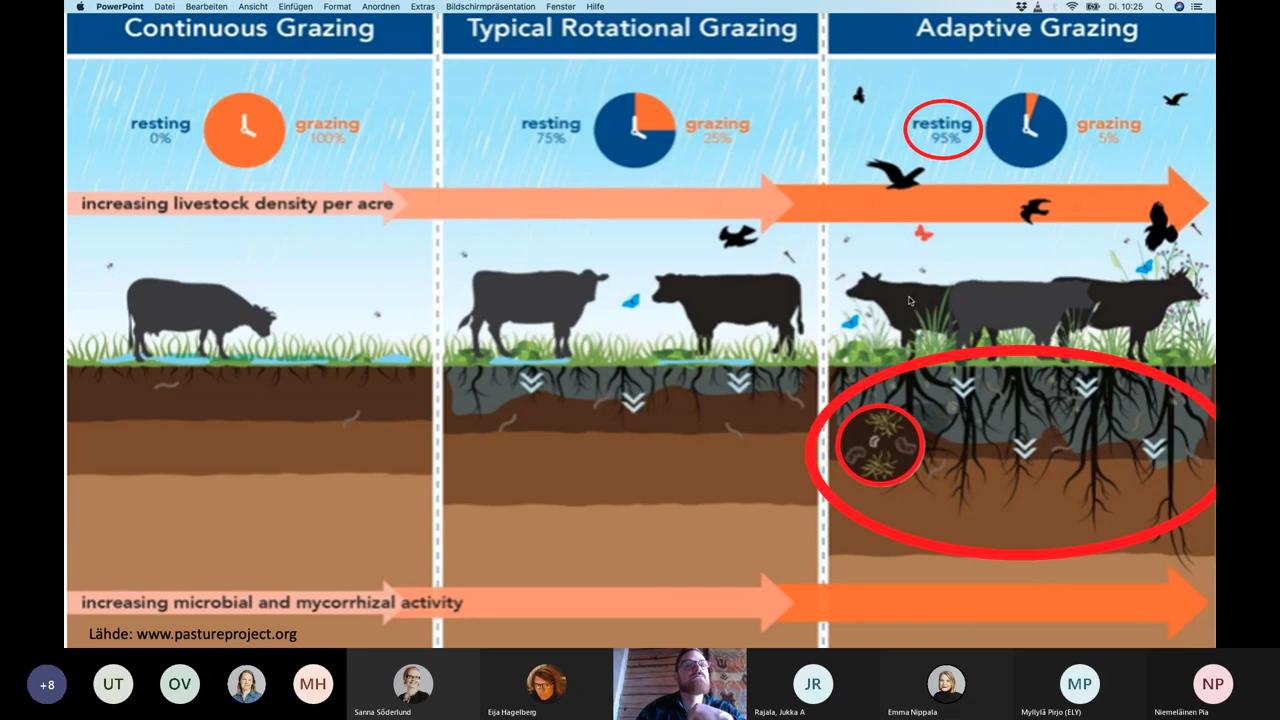 PowerPoint Datei Bearbeiten Ansicht Einfügen Format Anordnen Extras Bildschirmpräsentation Fenster Hilfe Di. 10:25
Continuous Grazing
Typical Rotational Grazing
Adaptive Grazing
resting
0%
grazing
100%
resting
75%
grazing
25%
resting
95%
grazing
5%
increasing livestock density per acre
increasing microbial and mycorrhizal activity
Lähde: www.pastureproject.org
+8
UT
OV
MH
JR
MP
NP
Sanna Söderlund
Eija Hagelberg
Rajala, Jukka A
Emma Nippala
Myllylä Pirjo (ELY)
Niemeläinen Pia